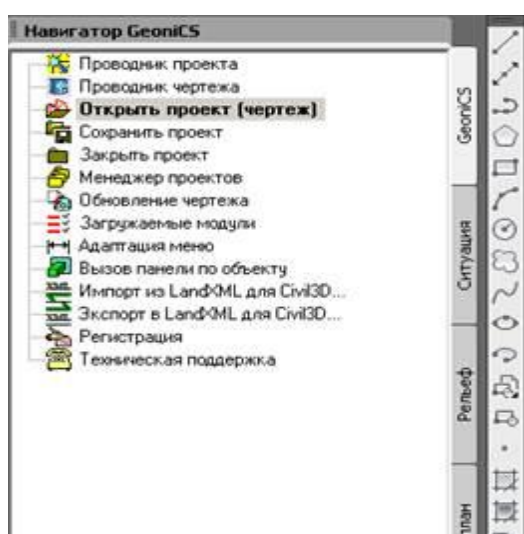 Навигатор GeoniCS
Проводник проекта
Проводник чертежа
Открыть проект (чертеж)
Сохранить проект
Закрыть проект
Менеджер проектов
Обновление чертежа
Загружаемые модули
Адаптация меню
Вызов панели по объекту
Импорт из LandXML для Civil3D...
Экспорт в LandXML для Civil3D...
Регистрация
Техническая поддержка
GeoniCS
Ситуация
Рельеф
план